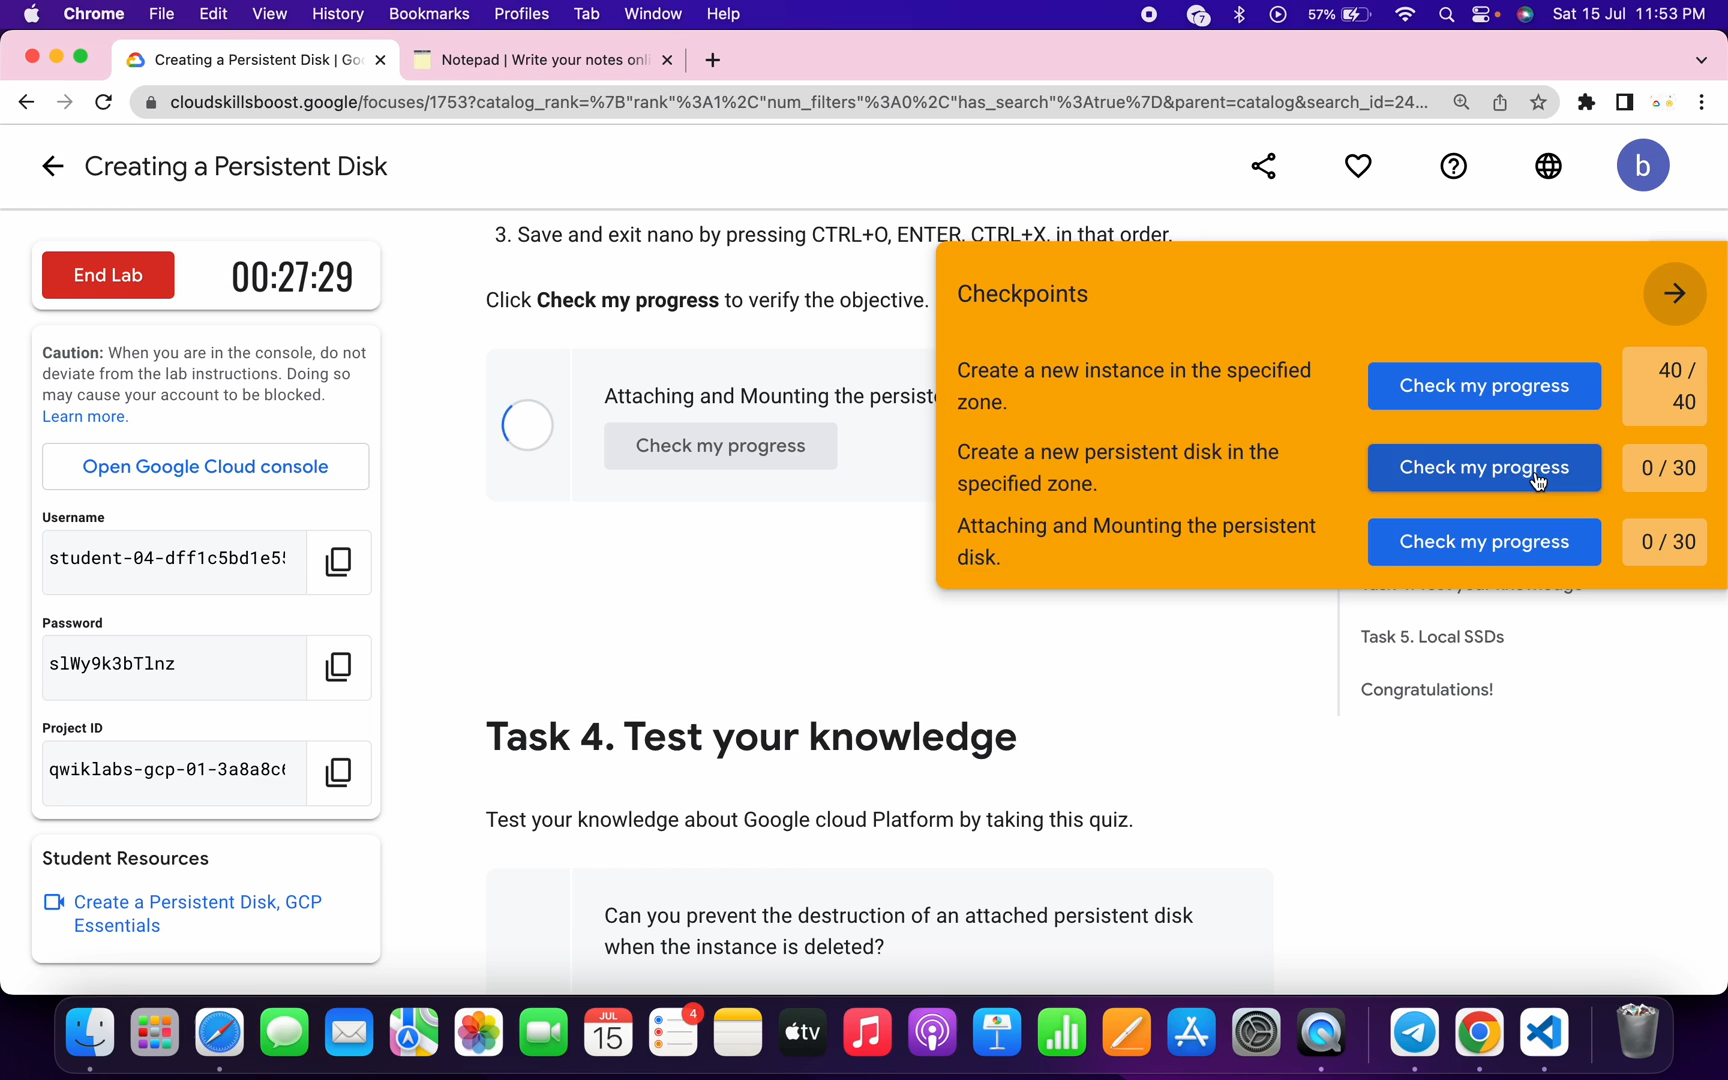 Chrome File Edit View History Bookmarks Profiles Tab Window Help
7
57%
Sat 15 Jul 11:53 PM
Creating a Persistent Disk | Go
Notepad | Write your notes onl
cloudskillsboost.google/focuses/1753?catalog_rank=%7B"rank"%3A1%2C"num_filters"%3A0%2C"has_search"%3Atrue%7D&parent=catalog&search_id=24...
Creating a Persistent Disk
b
End Lab
00:27:29
Caution: When you are in the console, do not
deviate from the lab instructions. Doing so
may cause your account to be blocked.
Learn more.
Open Google Cloud console
Username
student-04-dff1c5bd1e5
Password
slWy9k3bTlnz
Project ID
qwiklabs-gcp-01-3a8a8c
Student Resources
Create a Persistent Disk, GCP
Essentials
3. Save and exit nano by pressing CTRL+O, ENTER, CTRL+X, in that order.
Click Check my progress to verify the objective.
Attaching and Mounting the persist
Check my progress
Checkpoints
Create a new instance in the specified
zone.
Check my progress
40 /
40
Create a new persistent disk in the
specified zone.
Check my progress
0 / 30
Attaching and Mounting the persistent
disk.
Check my progress
0 / 30
Task 5. Local SSDs
Congratulations!
Task 4. Test your knowledge
Test your knowledge about Google cloud Platform by taking this quiz.
Can you prevent the destruction of an attached persistent disk
when the instance is deleted?
JUL
15
4
tv